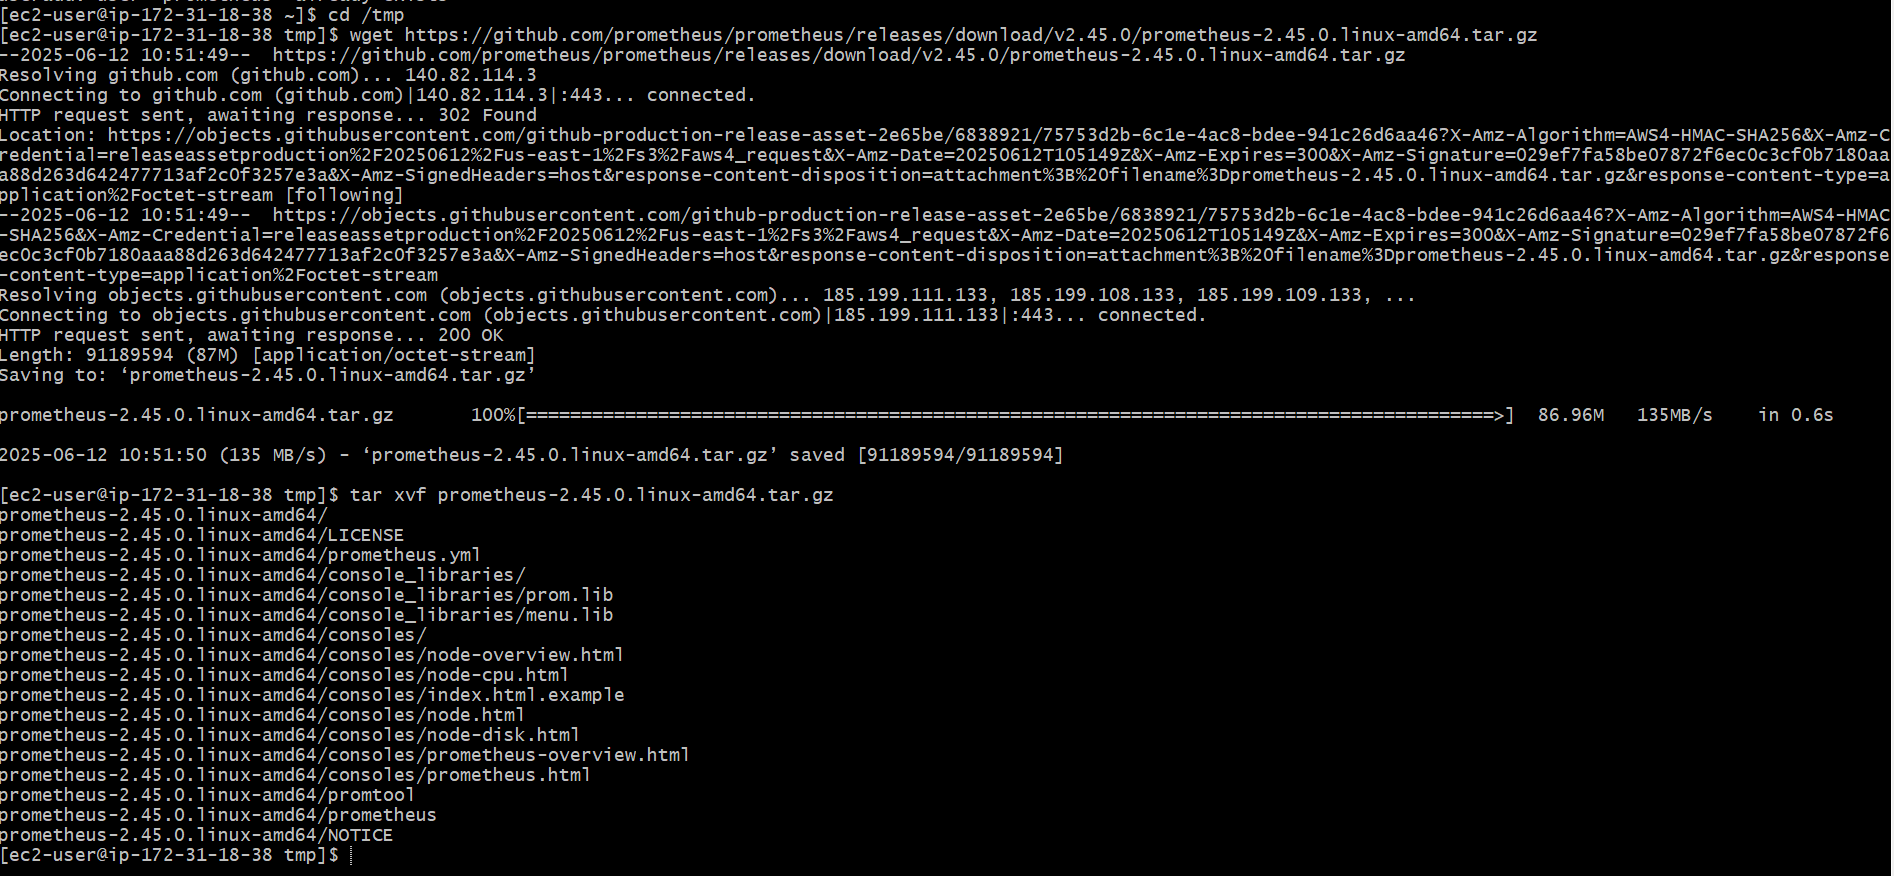 [ec2-user@ip-172-31-18-38 ~]$ cd /tmp
[ec2-user@ip-172-31-18-38 tmp]$ wget https://github.com/prometheus/prometheus/releases/download/v2.45.0/prometheus-2.45.0.linux-amd64.tar.gz
--2025-06-12 10:51:49--  https://github.com/prometheus/prometheus/releases/download/v2.45.0/prometheus-2.45.0.linux-amd64.tar.gz
Resolving github.com (github.com)... 140.82.114.3
Connecting to github.com (github.com)|140.82.114.3|:443... connected.
HTTP request sent, awaiting response... 302 Found
Location: https://objects.githubusercontent.com/github-production-release-asset-2e65be/6838921/75753d2b-6c1e-4ac8-bdee-941c26d6aa46?X-Amz-Algorithm=AWS4-HMAC-SHA256&X-Amz-C
redential=releaseassetproduction%2F20250612%2Fus-east-1%2Fs3%2Faws4_request&X-Amz-Date=20250612T105149Z&X-Amz-Expires=300&X-Amz-Signature=029ef7fa58be07872f6ec0c3cf0b7180aa
a88d263d642477713af2c0f3257e3a&X-Amz-SignedHeaders=host&response-content-disposition=attachment%3B%20filename%3Dprometheus-2.45.0.linux-amd64.tar.gz&response-content-type=a
pplication%2Foctet-stream [following]
--2025-06-12 10:51:49--  https://objects.githubusercontent.com/github-production-release-asset-2e65be/6838921/75753d2b-6c1e-4ac8-bdee-941c26d6aa46?X-Amz-Algorithm=AWS4-HMAC
-SHA256&X-Amz-Credential=releaseassetproduction%2F20250612%2Fus-east-1%2Fs3%2Faws4_request&X-Amz-Date=20250612T105149Z&X-Amz-Expires=300&X-Amz-Signature=029ef7fa58be07872f6
ec0c3cf0b7180aaa88d263d642477713af2c0f3257e3a&X-Amz-SignedHeaders=host&response-content-disposition=attachment%3B%20filename%3Dprometheus-2.45.0.linux-amd64.tar.gz&response
-content-type=application%2Foctet-stream
Resolving objects.githubusercontent.com (objects.githubusercontent.com)... 185.199.111.133, 185.199.108.133, 185.199.109.133, ...
Connecting to objects.githubusercontent.com (objects.githubusercontent.com)|185.199.111.133|:443... connected.
HTTP request sent, awaiting response... 200 OK
Length: 91189594 (87M) [application/octet-stream]
Saving to: ‘prometheus-2.45.0.linux-amd64.tar.gz’
prometheus-2.45.0.linux-amd64.tar.gz       100%[========================================================================================>]  86.96M   135MB/s    in 0.6s
2025-06-12 10:51:50 (135 MB/s) - ‘prometheus-2.45.0.linux-amd64.tar.gz’ saved [91189594/91189594]
[ec2-user@ip-172-31-18-38 tmp]$ tar xvf prometheus-2.45.0.linux-amd64.tar.gz
prometheus-2.45.0.linux-amd64/
prometheus-2.45.0.linux-amd64/LICENSE
prometheus-2.45.0.linux-amd64/prometheus.yml
prometheus-2.45.0.linux-amd64/console_libraries/
prometheus-2.45.0.linux-amd64/console_libraries/prom.lib
prometheus-2.45.0.linux-amd64/console_libraries/menu.lib
prometheus-2.45.0.linux-amd64/consoles/
prometheus-2.45.0.linux-amd64/consoles/node-overview.html
prometheus-2.45.0.linux-amd64/consoles/node-cpu.html
prometheus-2.45.0.linux-amd64/consoles/index.html.example
prometheus-2.45.0.linux-amd64/consoles/node.html
prometheus-2.45.0.linux-amd64/consoles/node-disk.html
prometheus-2.45.0.linux-amd64/consoles/prometheus-overview.html
prometheus-2.45.0.linux-amd64/consoles/prometheus.html
prometheus-2.45.0.linux-amd64/promtool
prometheus-2.45.0.linux-amd64/prometheus
prometheus-2.45.0.linux-amd64/NOTICE
[ec2-user@ip-172-31-18-38 tmp]$